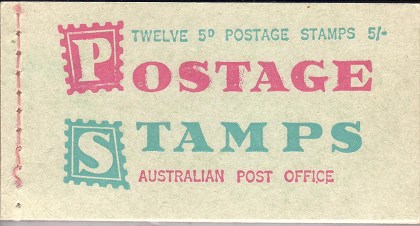 TWELVE 5D POSTAGE STAMPS 5/-
POSTAGE
STAMPS
AUSTRALIAN POST OFFICE